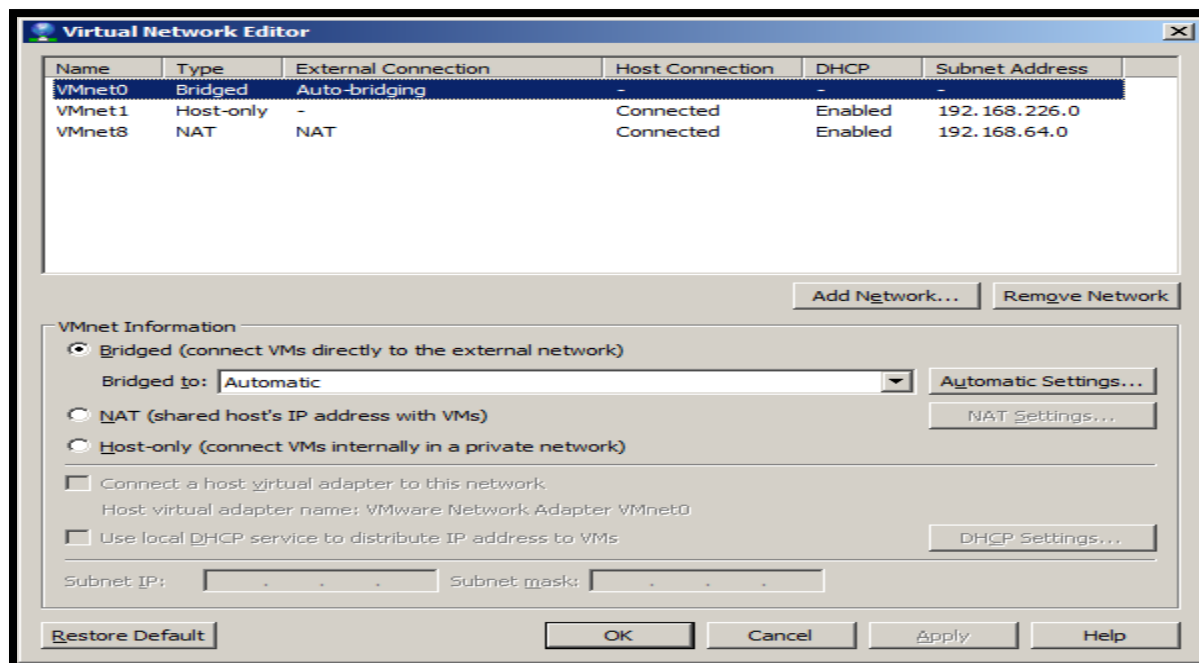 Virtual Network Editor
Name Type External Connection Host Connection DHCP Subnet Address
VMnet0 Bridged Auto-bridging - - -
VMnet1 Host-only - Connected Enabled 192.168.226.0
VMnet8 NAT NAT Connected Enabled 192.168.64.0
Add Network... Remove Network
VMnet Information
Bridged (connect VMs directly to the external network)
Bridged to: Automatic Automatic Settings...
NAT (shared host's IP address with VMs) NAT Settings...
Host-only (connect VMs internally in a private network)
Connect a host virtual adapter to this network
Host virtual adapter name: VMware Network Adapter VMnet0
Use local DHCP service to distribute IP address to VMs DHCP Settings...
Subnet IP: . . . Subnet mask: . . .
Restore Default OK Cancel Apply Help